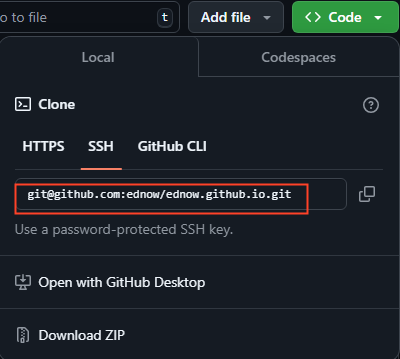 o to file t Add file Code
Local Codespaces
Clone
HTTPS SSH GitHub CLI
git@github.com:ednow/ednow.github.io.git
Use a password-protected SSH key.
Open with GitHub Desktop
Download ZIP